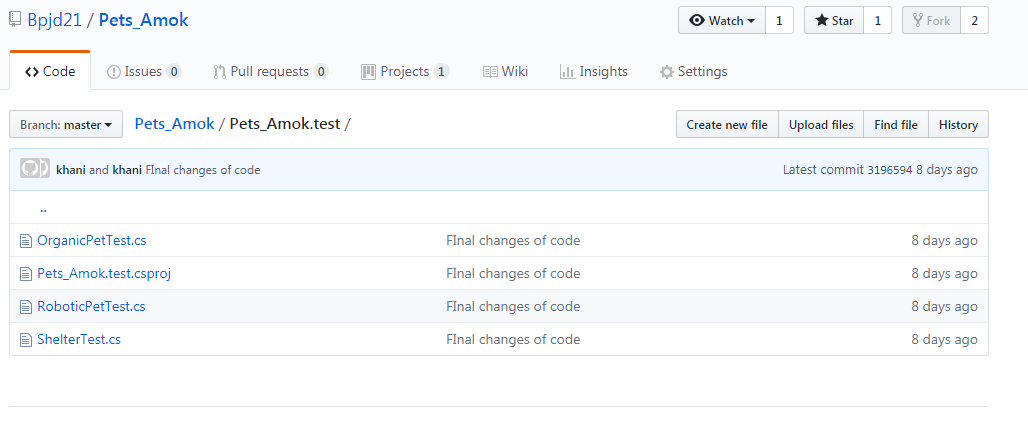 Bpjd21 / Pets_Amok
Watch 1 Star 1 Fork 2
Code Issues 0 Pull requests 0 Projects 1 Wiki Insights Settings
Branch: master Pets_Amok / Pets_Amok.test / Create new file Upload files Find file History
khani and khani FInal changes of code Latest commit 3196594 8 days ago
..
OrganicPetTest.cs FInal changes of code 8 days ago
Pets_Amok.test.csproj FInal changes of code 8 days ago
RoboticPetTest.cs FInal changes of code 8 days ago
ShelterTest.cs FInal changes of code 8 days ago